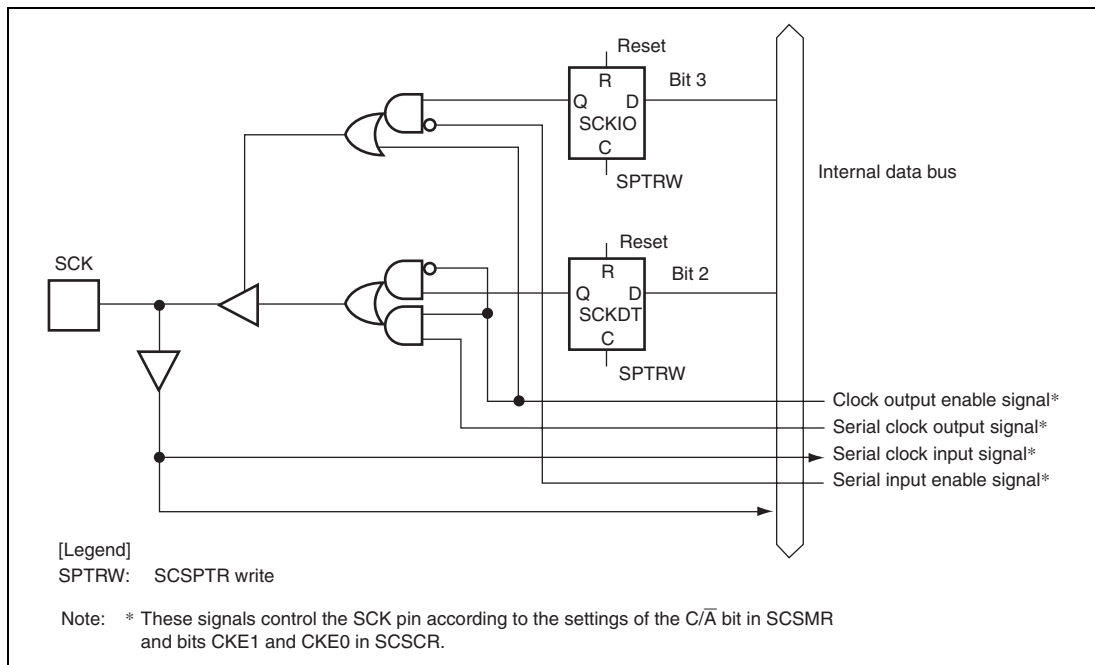 Reset
R
Bit 3
Q D
SCKIO
C
SPTRW
Internal data bus
Reset
SCK
R
Bit 2
Q D
SCKDT
C
SPTRW
Clock output enable signal*
Serial clock output signal*
Serial clock input signal*
Serial input enable signal*
[Legend]
SPTRW: SCSPTR write
Note: * These signals control the SCK pin according to the settings of the C/A̅ bit in SCSMR
and bits CKE1 and CKE0 in SCSCR.